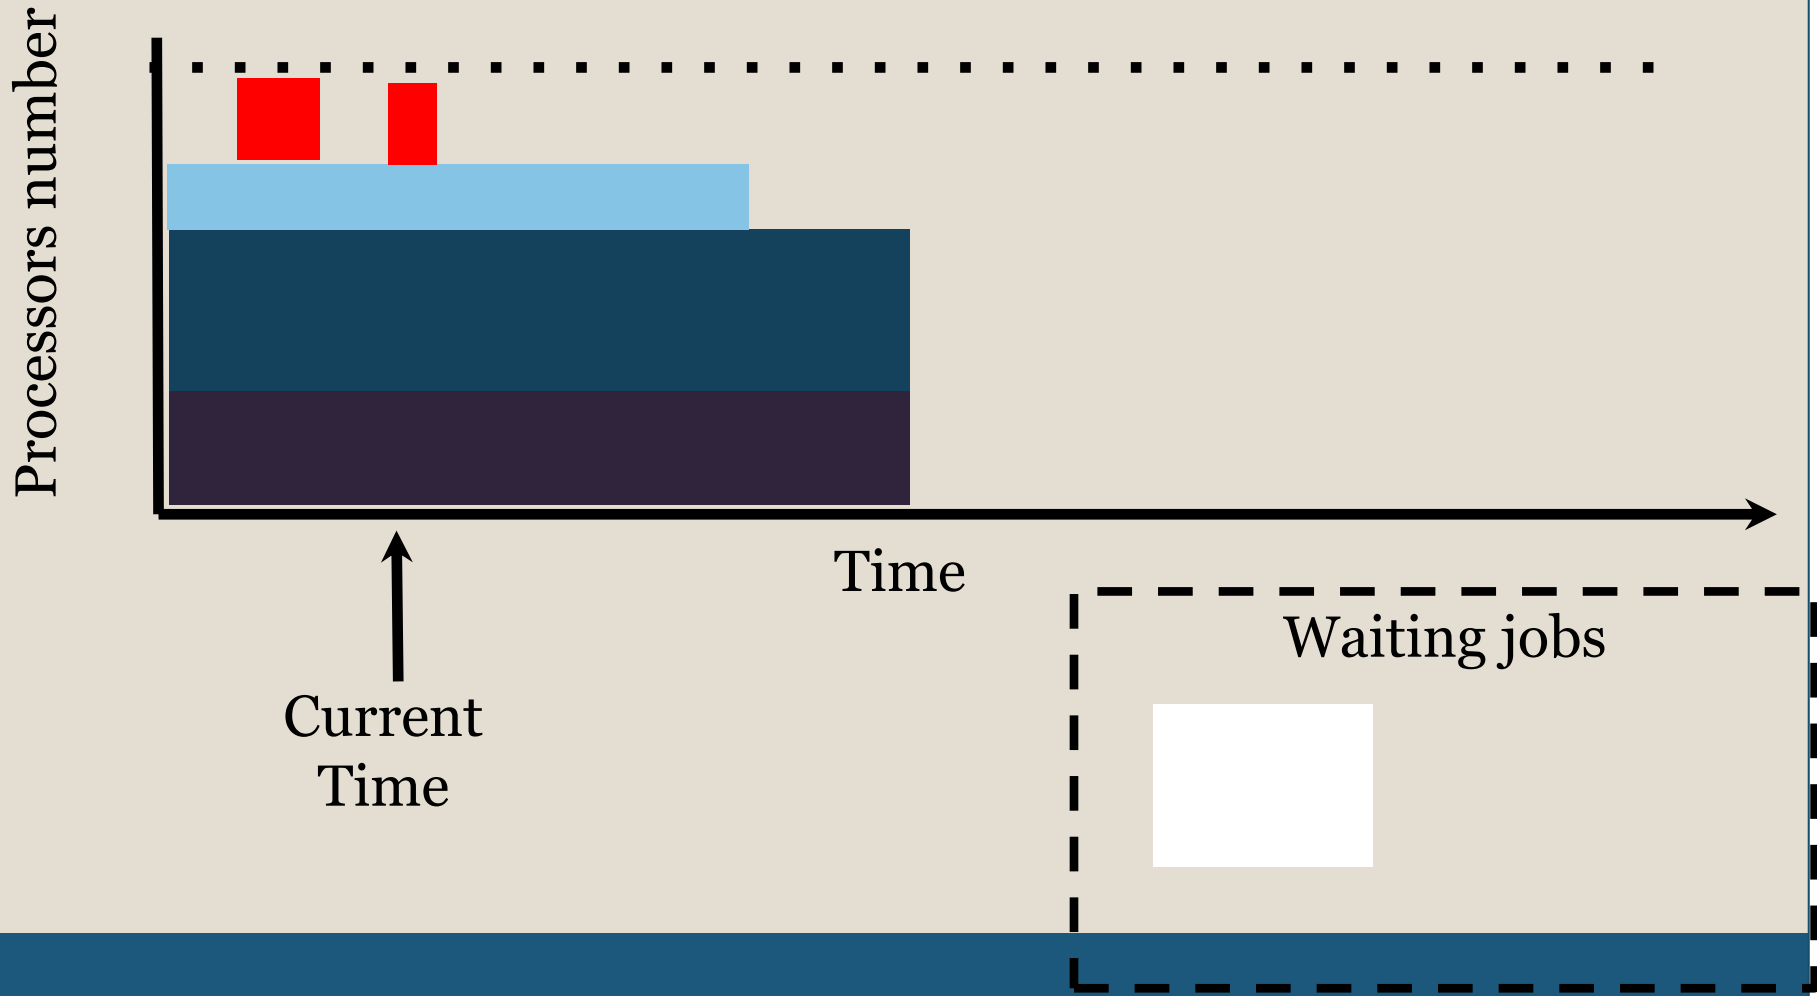 Processors number
Time
Waiting jobs
Current
Time